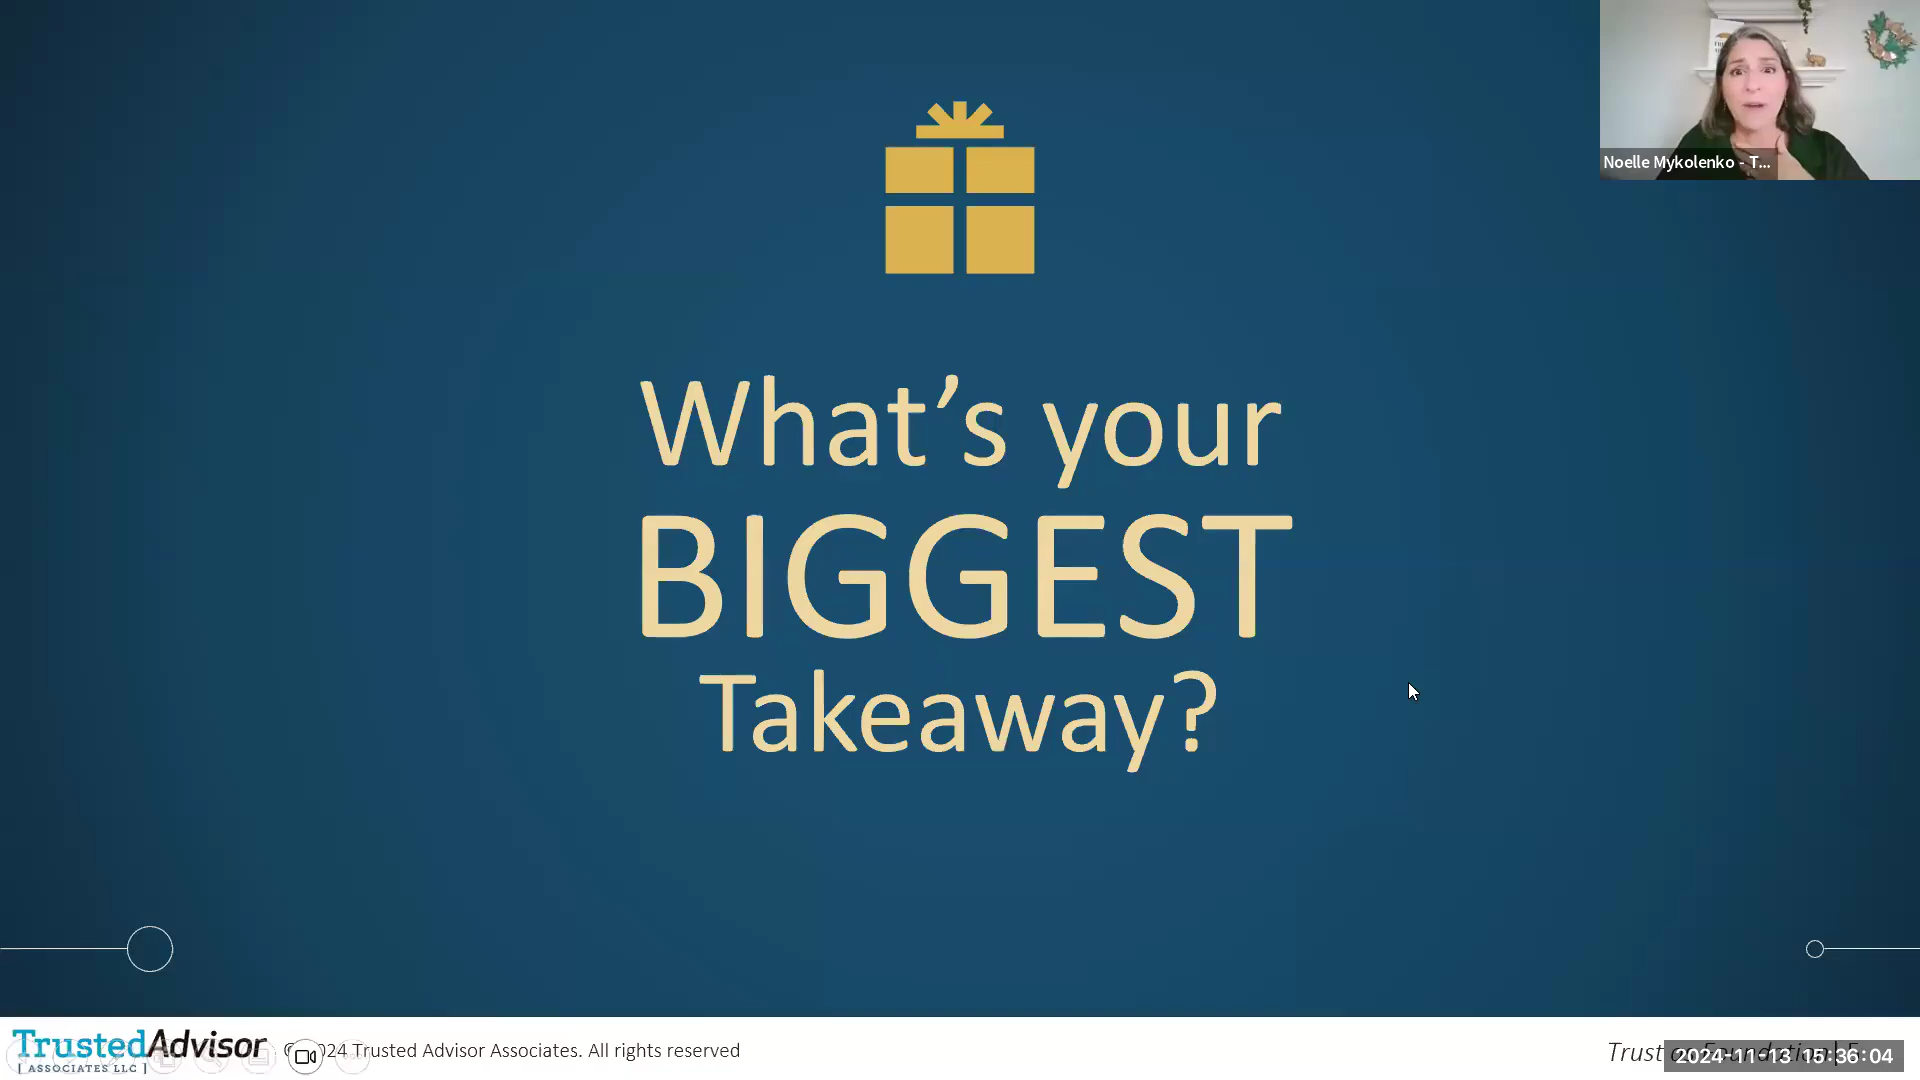 Noelle Mykolenko - T...
What's your
BIGGEST
Takeaway?
TrustedAdvisor
| ASSOCIATES LLC |
24 Trusted Advisor Associates. All rights reserved
Trust
2024-11-13 15:36:04